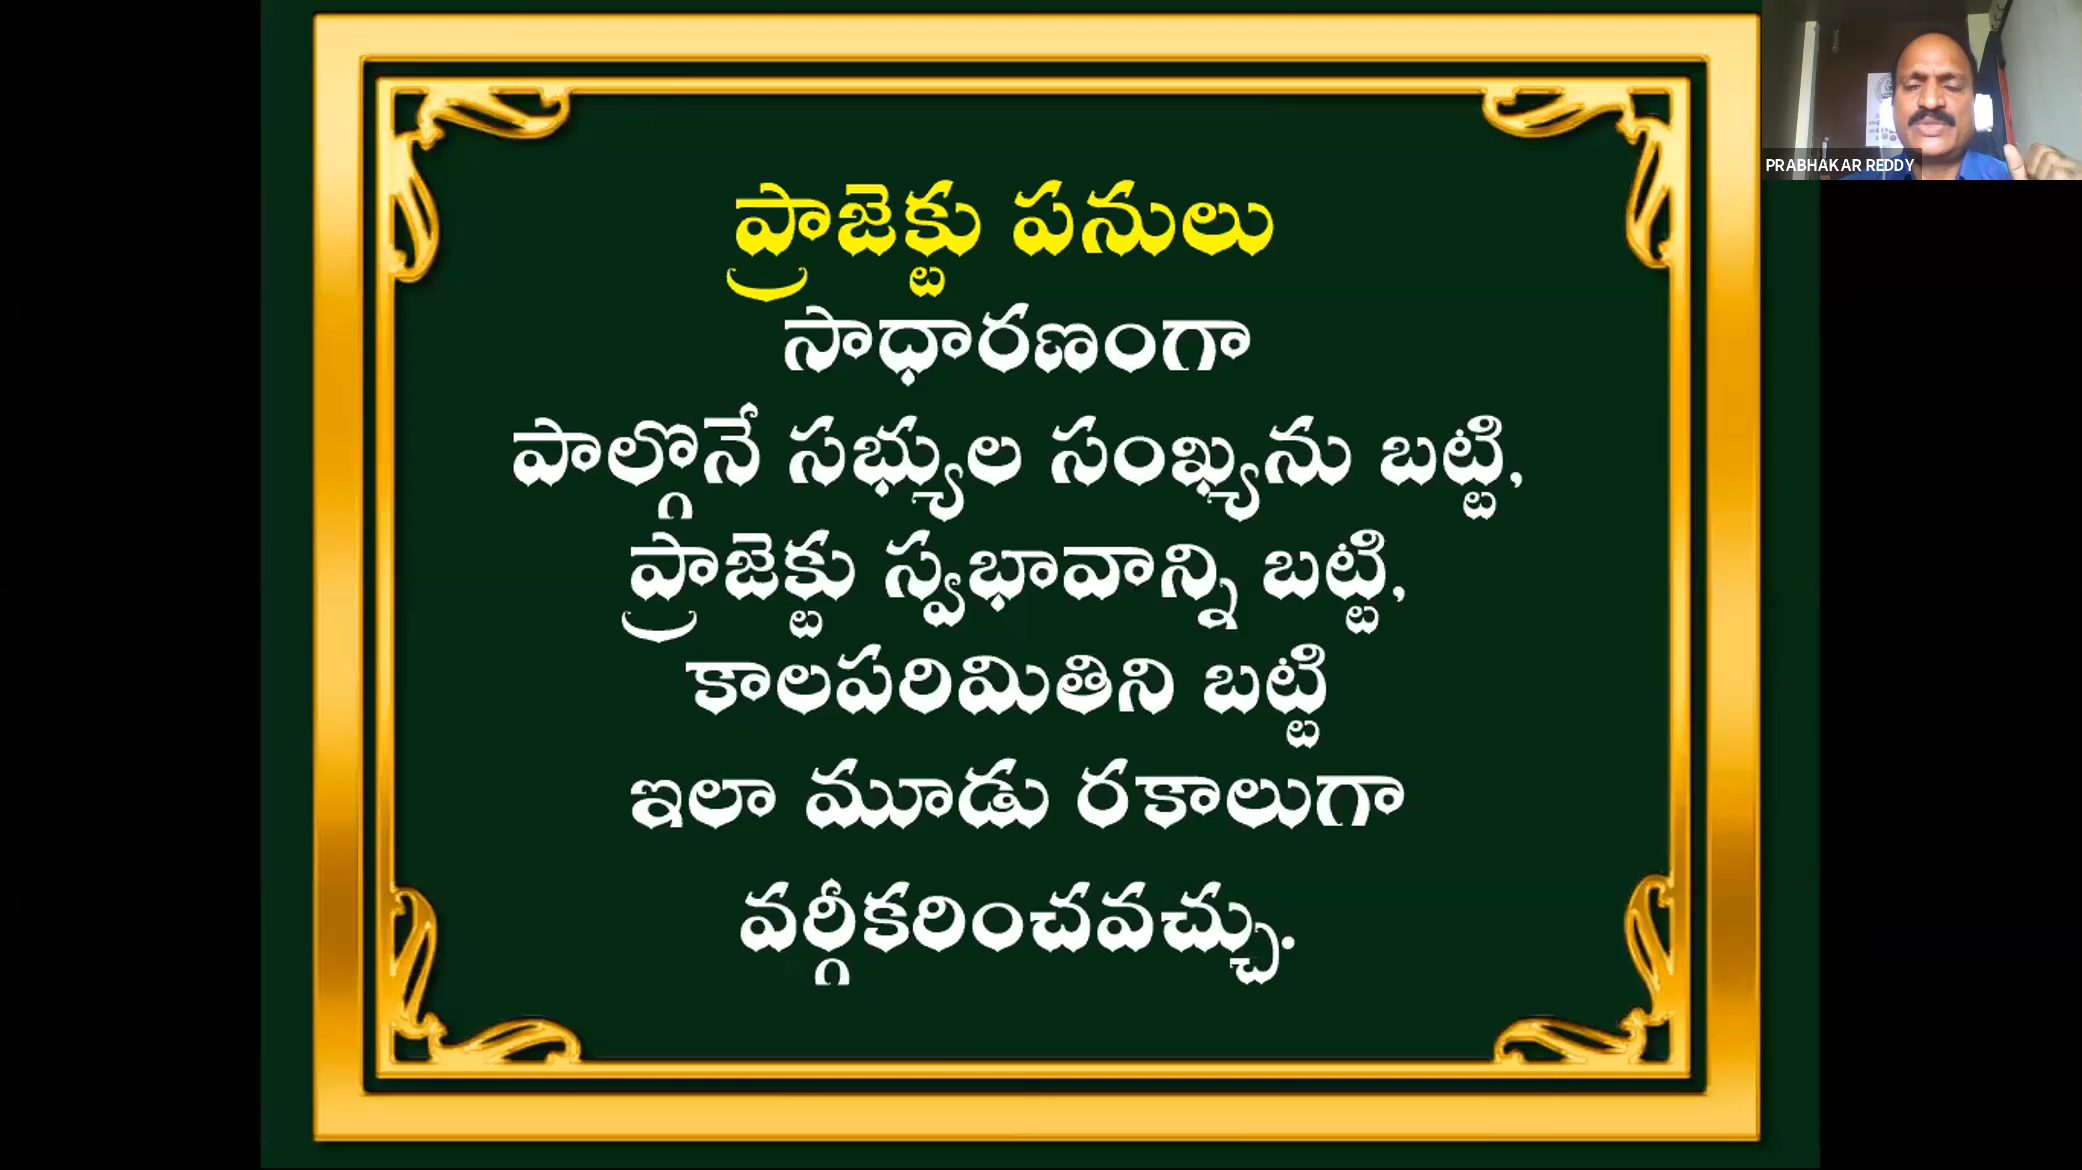 ప్రాజెక్టు పనులు
సాధారణంగా
పాల్గొనే సభ్యుల సంఖ్యను బట్టి,
ప్రాజెక్టు స్వభావాన్ని బట్టి,
కాలపరిమితిని బట్టి
ఇలా మూడు రకాలుగా
వర్గీకరించవచ్చు.
PRABHAKAR REDDY